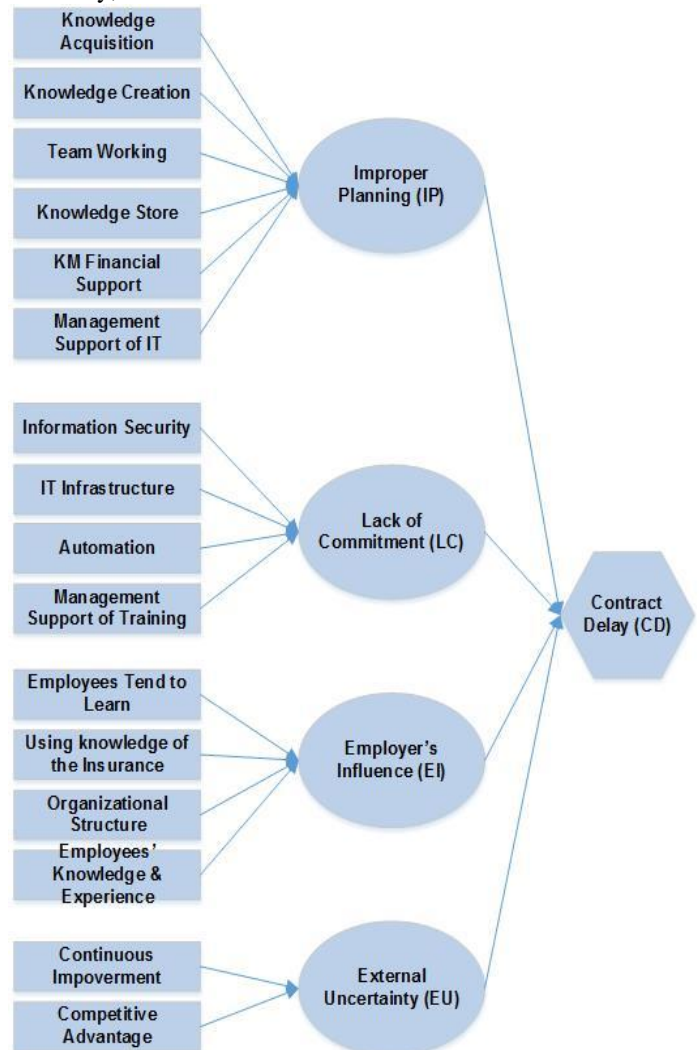 Knowledge
Acquisition
Knowledge Creation
Team Working
Knowledge Store
KM Financial
Support
Management
Support of IT
Improper
Planning (IP)
Information Security
IT Infrastructure
Automation
Management
Support of Training
Lack of
Commitment (LC)
Contract
Delay (CD)
Employees Tend to
Learn
Using knowledge of
the Insurance
Organizational
Structure
Employees’
Knowledge &
Experience
Employer's
Influence (EI)
Continuous
Impoverment
Competitive
Advantage
External
Uncertainty (EU)